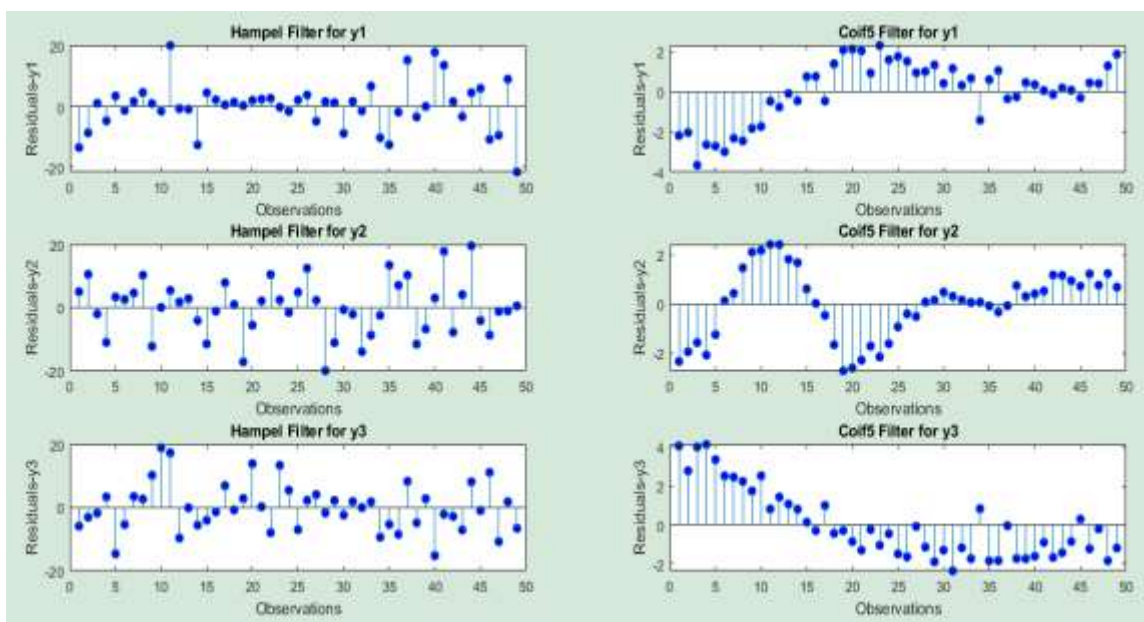 Hampel Filter for y1
20
0
-20
Residuals-y1
0 5 10 15 20 25 30 35 40 45 50
Observations
Coif5 Filter for y1
2
0
-2
-4
Residuals-y1
0 5 10 15 20 25 30 35 40 45 50
Observations
Hampel Filter for y2
20
0
-20
Residuals-y2
0 5 10 15 20 25 30 35 40 45 50
Observations
Coif5 Filter for y2
2
0
-2
Residuals-y2
0 5 10 15 20 25 30 35 40 45 50
Observations
Hampel Filter for y3
20
0
-20
Residuals-y3
0 5 10 15 20 25 30 35 40 45 50
Observations
Coif5 Filter for y3
4
2
0
-2
Residuals-y3
0 5 10 15 20 25 30 35 40 45 50
Observations